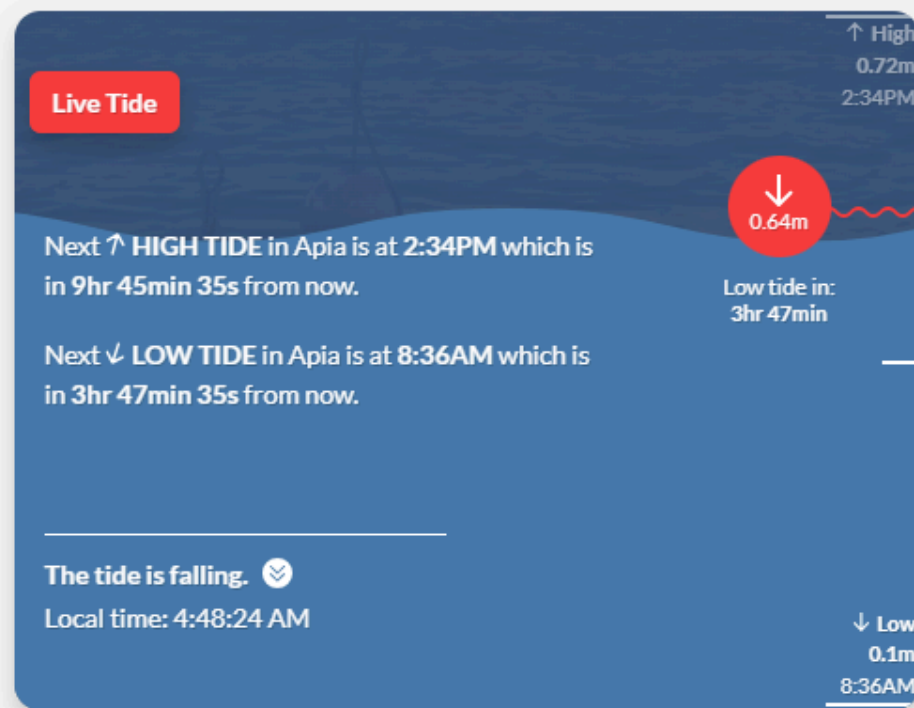 ↑ High
0.72m
2:34PM
Live Tide
↓
0.64m
Next ↑ HIGH TIDE in Apia is at 2:34PM which is
in 9hr 45min 35s from now.
Low tide in:
3hr 47min
Next ↓ LOW TIDE in Apia is at 8:36AM which is
in 3hr 47min 35s from now.
The tide is falling.
Local time: 4:48:24 AM
↓ Low
0.1m
8:36AM